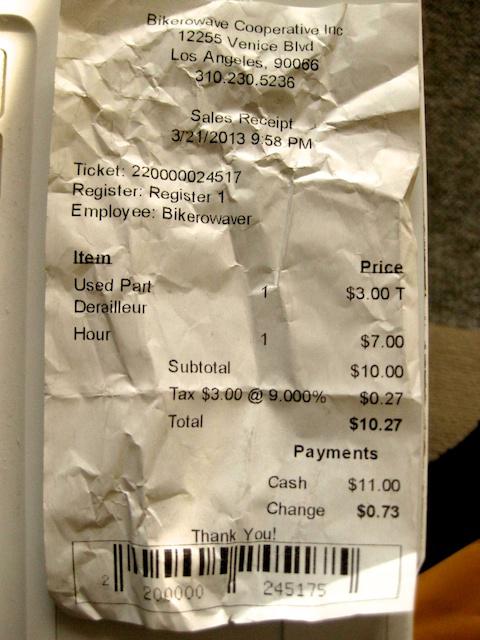 Bikerowave Cooperative Inc
12255 Venice Blvd
Los Angeles, 90066
310.230.5236
Sales Receipt
3/21/2013 9:58 PM
Ticket: 220000024517
Register: Register 1
Employee: Bikerowaver
Item Price
Used Part 1 $3.00 T
Derailleur
Hour 1 $7.00
Subtotal $10.00
Tax $3.00 @ 9.000% $0.27
Total $10.27
Payments
Cash $11.00
Change $0.73
Thank You!
2 200000 245175